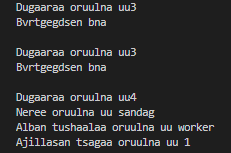 Dugaaraa oruulna uu3
Bvrtgegdsen bna
Dugaaraa oruulna uu3
Bvrtgegdsen bna
Dugaaraa oruulna uu4
Neree oruulna uu sandag
Alban tushaalaa oruulna uu worker
Ajillasan tsagaa oruulna uu 1